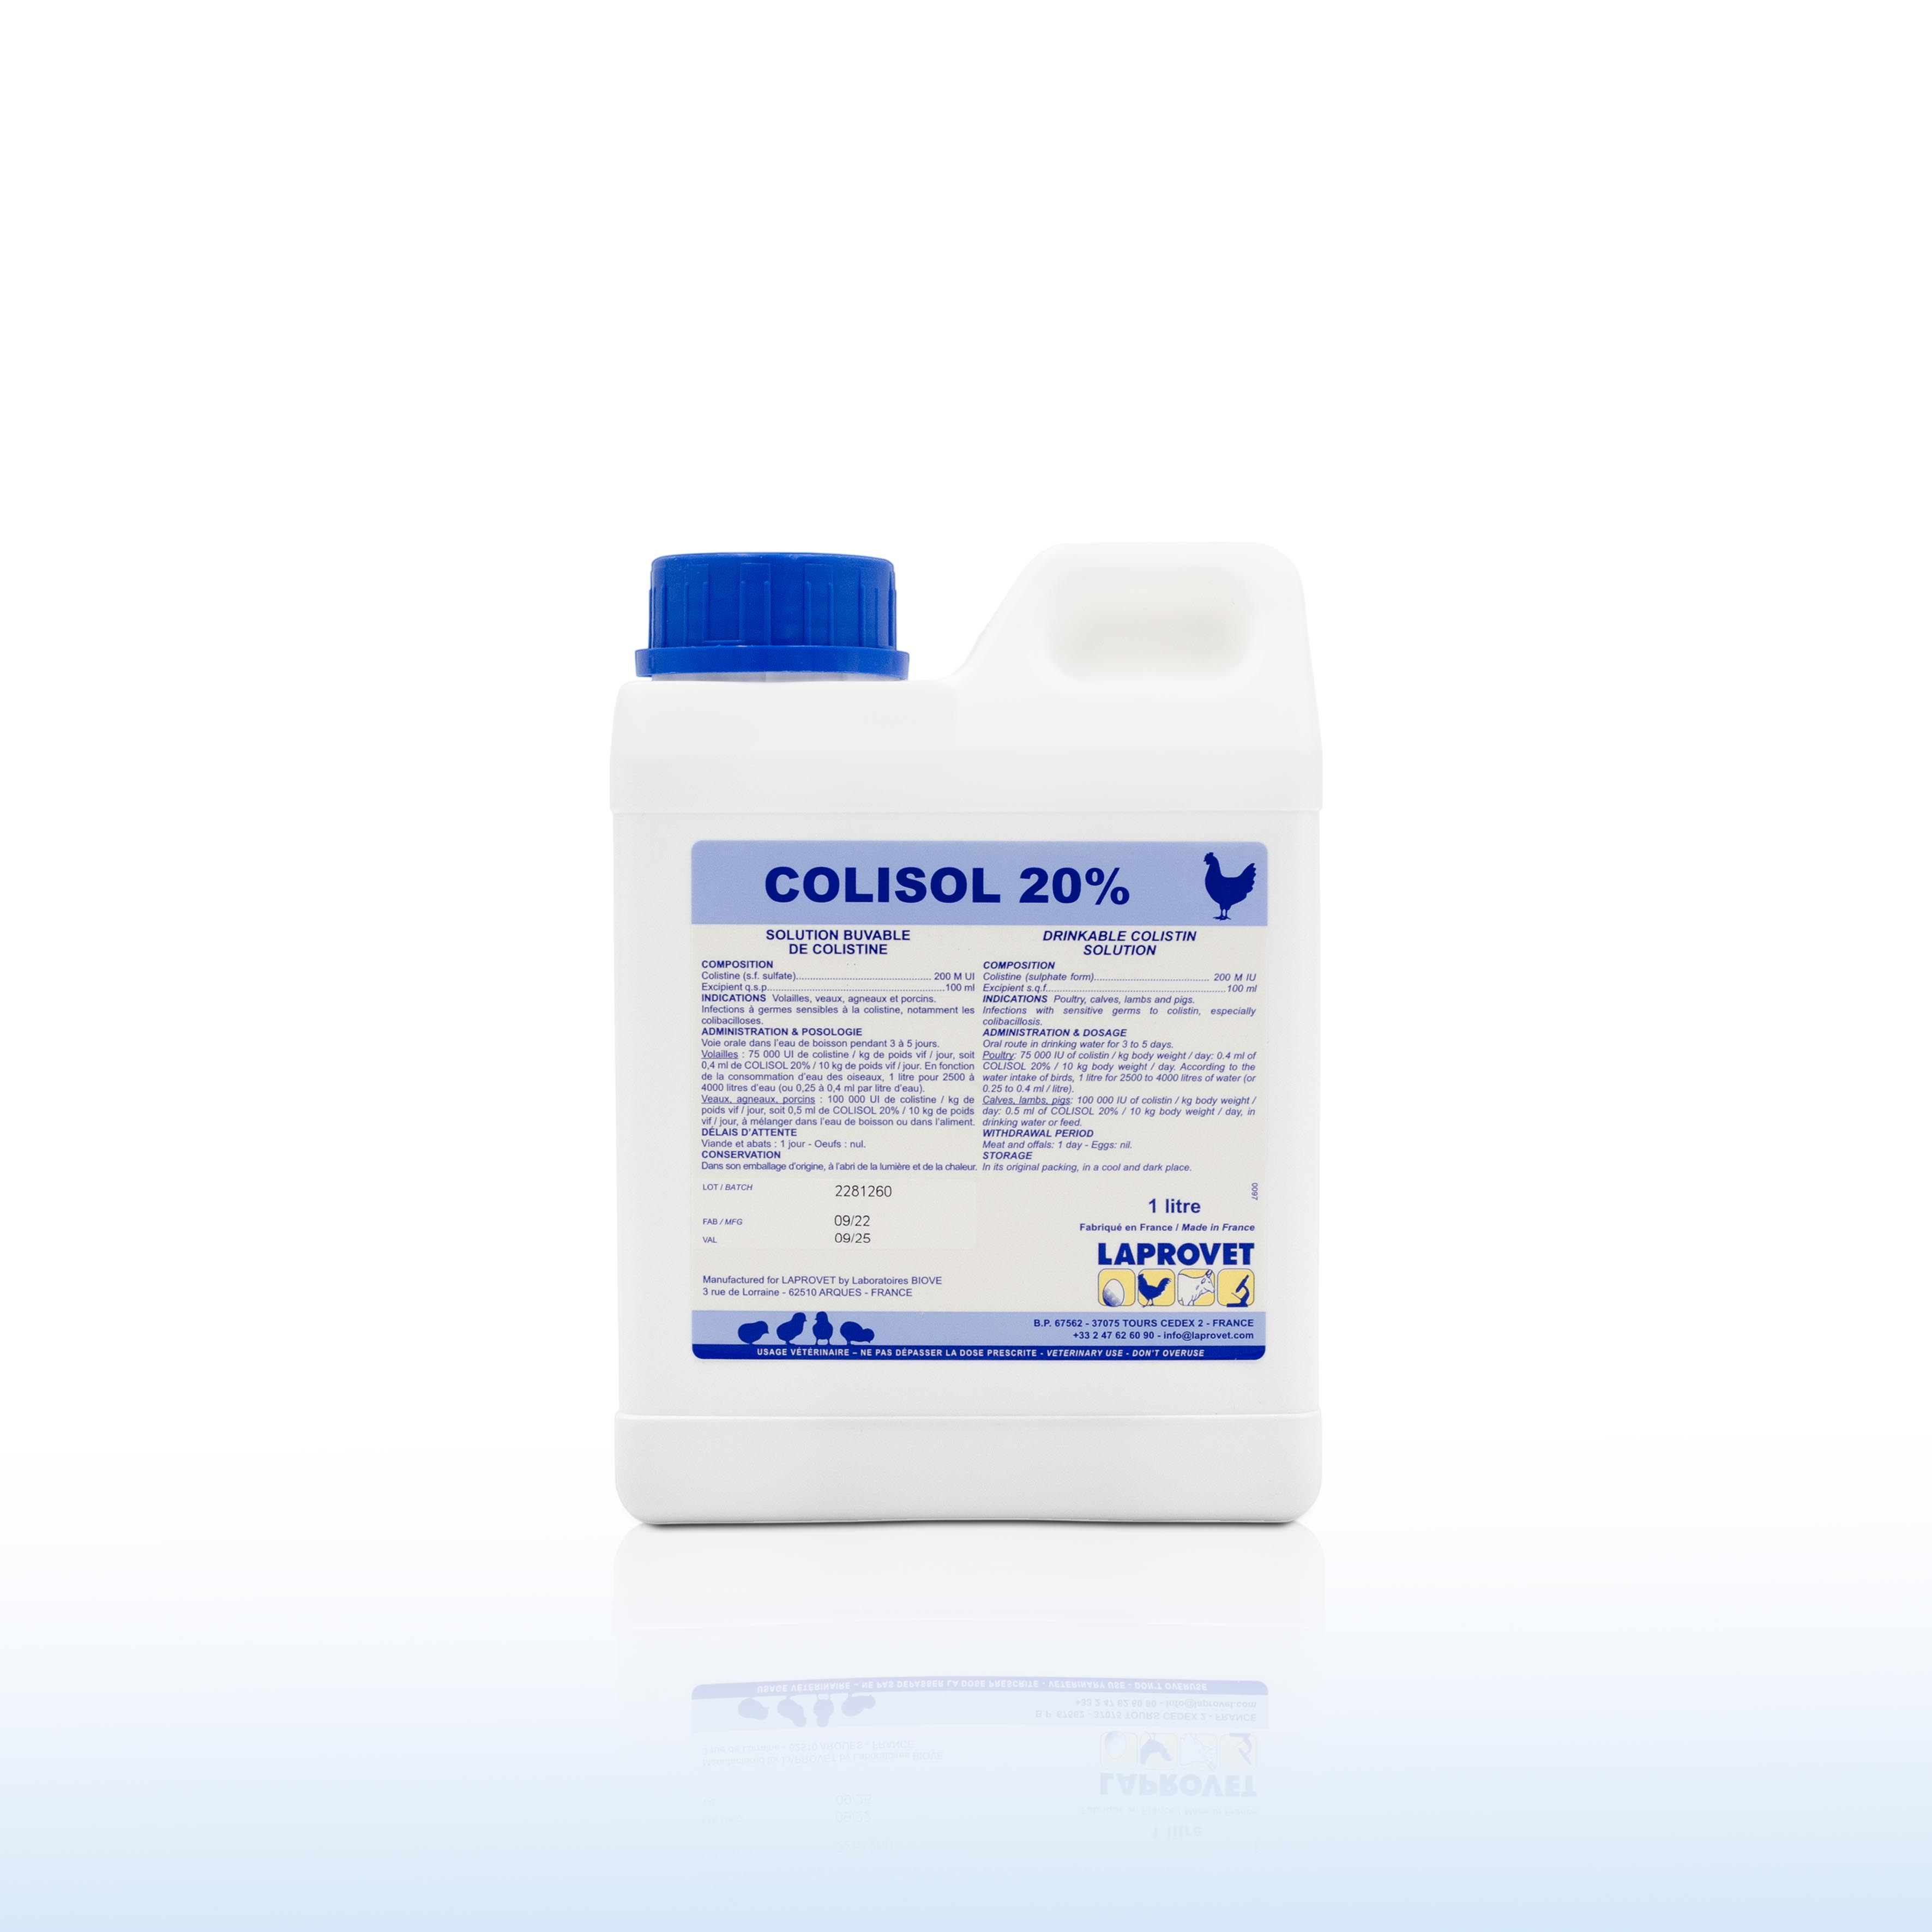 COLISOL 20%
SOLUTION BUVABLE
DE COLISTINE
COMPOSITION
Colistine (s.f. sulfate)................................................ 200 M UI
Excipient q.s.p...............................................................100 ml
INDICATIONS Volailles, veaux, agneaux et porcins.
Infections à germes sensibles à la colistine, notamment les
colibacilloses.
ADMINISTRATION & POSOLOGIE
Voie orale dans l'eau de boisson pendant 3 à 5 jours.
Volailles : 75 000 UI de colistine / kg de poids vif / jour, soit
0,4 ml de COLISOL 20% / 10 kg de poids vif / jour. En fonction
de la consommation d'eau des oiseaux, 1 litre pour 2500 à
4000 litres d'eau (ou 0,25 à 0,4 ml par litre d'eau).
Veaux, agneaux, porcins : 100 000 UI de colistine / kg de
poids vif / jour, soit 0,5 ml de COLISOL 20% / 10 kg de poids
vif / jour, à mélanger dans l'eau de boisson ou dans l'aliment.
DÉLAIS D'ATTENTE
Viande et abats : 1 jour - Oeufs : nul.
CONSERVATION
Dans son emballage d'origine, à l'abri de la lumière et de la chaleur.
DRINKABLE COLISTIN
SOLUTION
COMPOSITION
Colistine (sulphate form)......................................... 200 M IU
Excipient s.q.f................................................................100 ml
INDICATIONS Poultry, calves, lambs and pigs.
Infections with sensitive germs to colistin, especially
colibacillosis.
ADMINISTRATION & DOSAGE
Oral route in drinking water for 3 to 5 days.
Poultry: 75 000 IU of colistin / kg body weight / day: 0.4 ml of
COLISOL 20% / 10 kg body weight / day. According to the
water intake of birds, 1 litre for 2500 to 4000 litres of water (or
0.25 to 0.4 ml / litre).
Calves, lambs, pigs: 100 000 IU of colistin / kg body weight /
day: 0.5 ml of COLISOL 20% / 10 kg body weight / day, in
drinking water or feed.
WITHDRAWAL PERIOD
Meat and offals: 1 day - Eggs: nil.
STORAGE
In its original packing, in a cool and dark place.
LOT / BATCH 2281260
FAB / MFG 09/22
VAL 09/25
Manufactured for LAPROVET by Laboratoires BIOVE
3 rue de Lorraine - 62510 ARQUES - FRANCE
0097
1 litre
Fabriqué en France / Made in France
LAPROVET
B.P. 67562 - 37075 TOURS CEDEX 2 - FRANCE
+33 2 47 62 60 90 - info@laprovet.com
USAGE VÉTÉRINAIRE – NE PAS DÉPASSER LA DOSE PRESCRITE - VETERINARY USE - DON'T OVERUSE